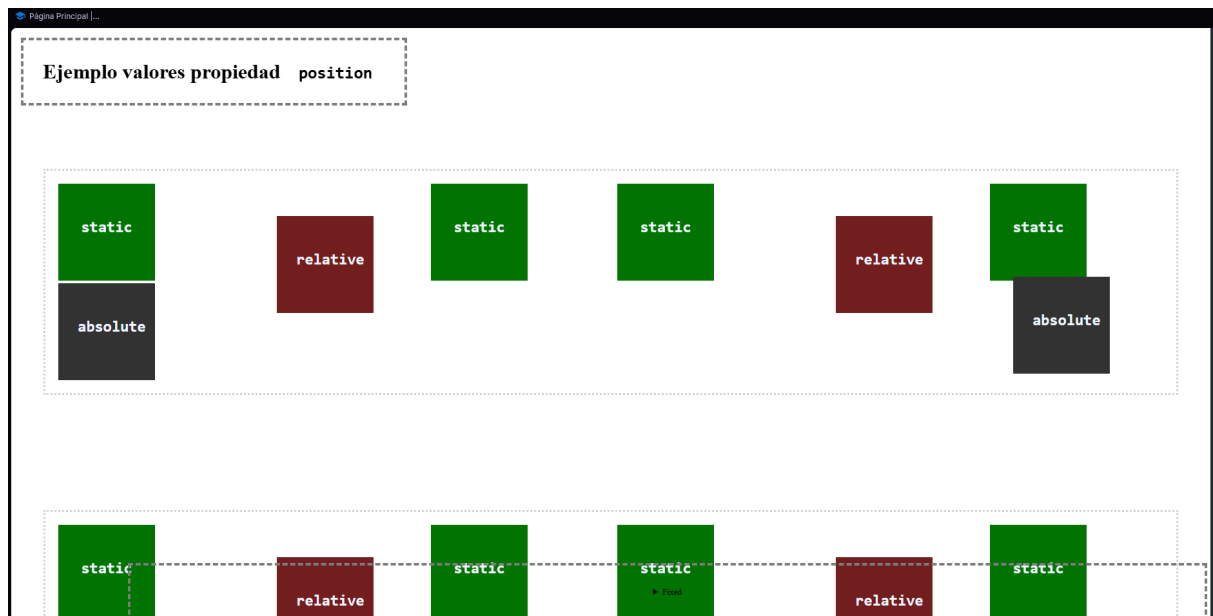 Página Principal |...
Ejemplo valores propiedad position
static
relative
static
static
relative
static
absolute
absolute
static
relative
static
static
relative
static
► Fixed